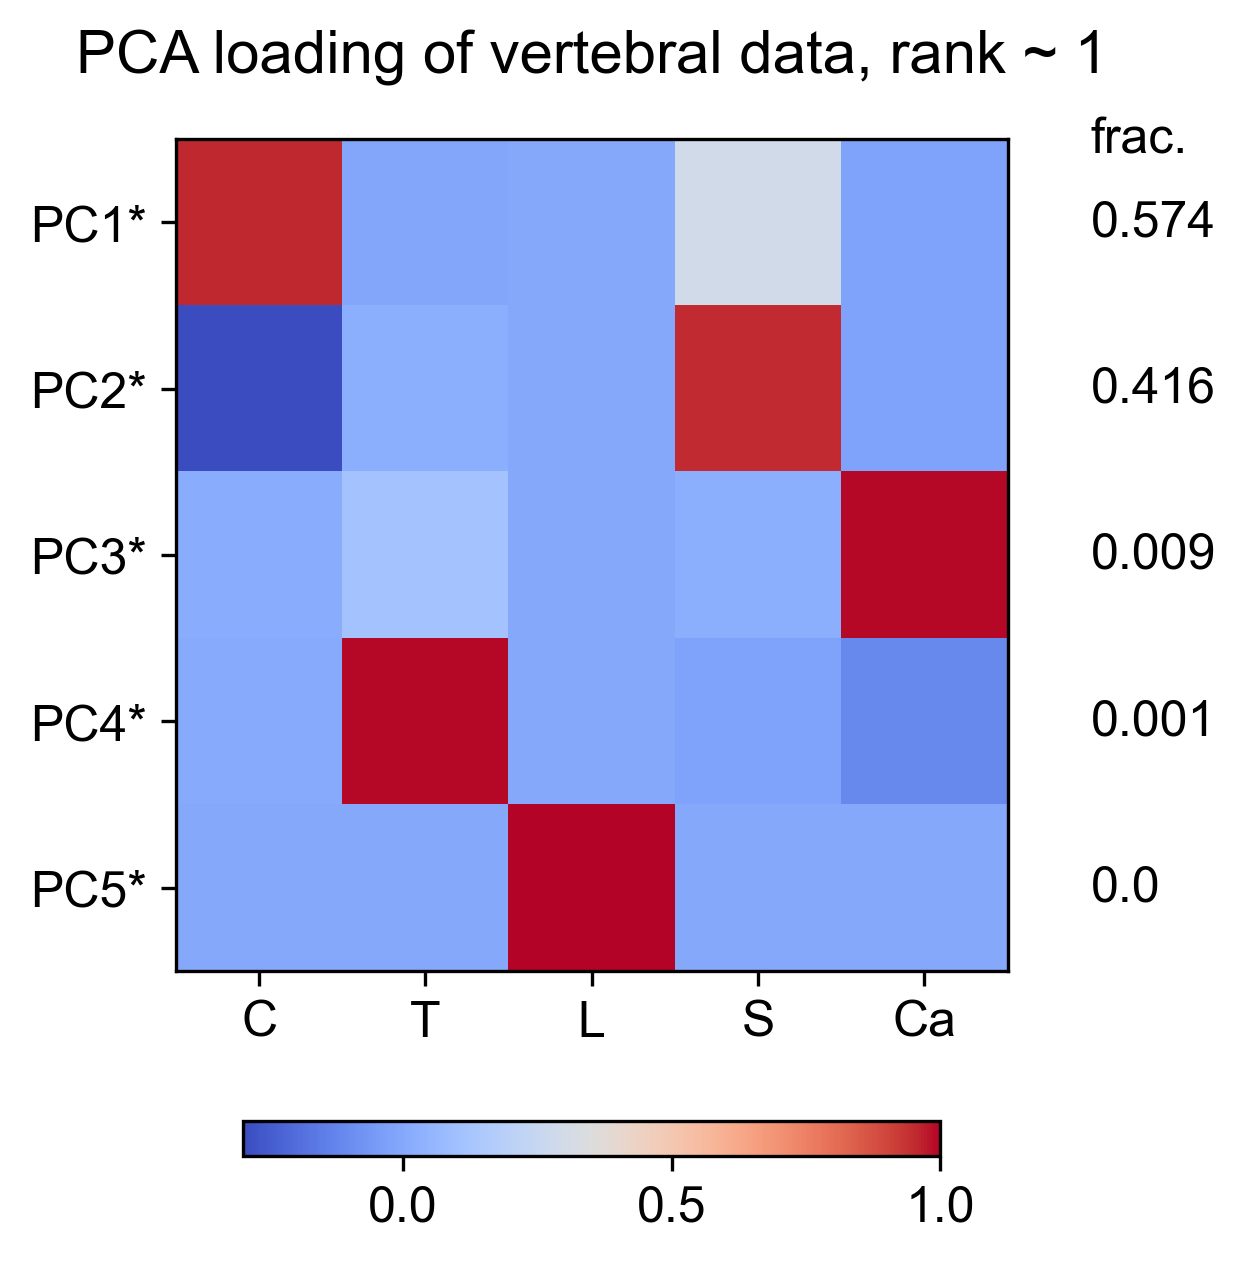 PCA loading of vertebral data, rank ~ 1
frac.
PC1* 0.574
PC2* 0.416
PC3* 0.009
PC4* 0.001
PC5* 0.0
C T L S Ca
0.0 0.5 1.0